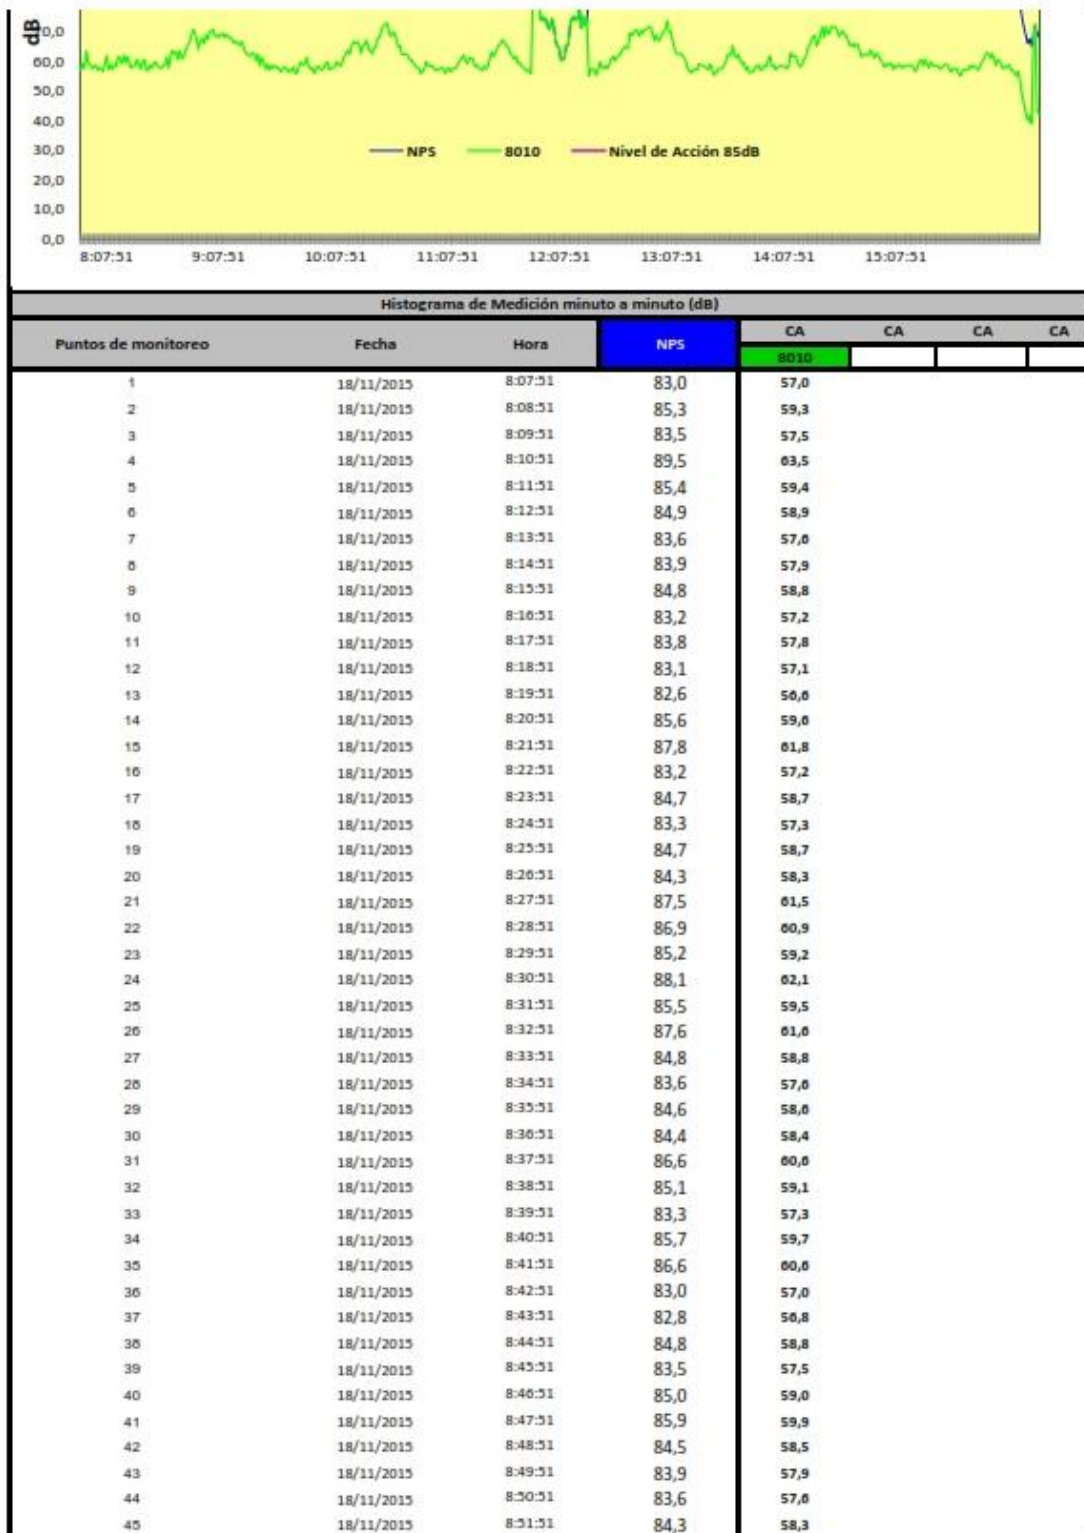 dB
70,0
60,0
50,0
40,0
30,0
20,0
10,0
0,0
NPS 8010 Nivel de Acción 85dB
8:07:51 9:07:51 10:07:51 11:07:51 12:07:51 13:07:51 14:07:51 15:07:51
Histograma de Medición minuto a minuto (dB)
Puntos de monitoreo Fecha Hora NPS CA CA CA CA
8010
1 18/11/2015 8:07:51 83,0 57,0
2 18/11/2015 8:08:51 85,3 59,3
3 18/11/2015 8:09:51 83,5 57,5
4 18/11/2015 8:10:51 89,5 63,5
5 18/11/2015 8:11:51 85,4 59,4
6 18/11/2015 8:12:51 84,9 58,9
7 18/11/2015 8:13:51 83,6 57,6
8 18/11/2015 8:14:51 83,9 57,9
9 18/11/2015 8:15:51 84,8 58,8
10 18/11/2015 8:16:51 83,2 57,2
11 18/11/2015 8:17:51 83,8 57,8
12 18/11/2015 8:18:51 83,1 57,1
13 18/11/2015 8:19:51 82,6 56,6
14 18/11/2015 8:20:51 85,6 59,6
15 18/11/2015 8:21:51 87,8 61,8
16 18/11/2015 8:22:51 83,2 57,2
17 18/11/2015 8:23:51 84,7 58,7
18 18/11/2015 8:24:51 83,3 57,3
19 18/11/2015 8:25:51 84,7 58,7
20 18/11/2015 8:26:51 84,3 58,3
21 18/11/2015 8:27:51 87,5 61,5
22 18/11/2015 8:28:51 86,9 60,9
23 18/11/2015 8:29:51 85,2 59,2
24 18/11/2015 8:30:51 88,1 62,1
25 18/11/2015 8:31:51 85,5 59,5
26 18/11/2015 8:32:51 87,6 61,6
27 18/11/2015 8:33:51 84,8 58,8
28 18/11/2015 8:34:51 83,6 57,6
29 18/11/2015 8:35:51 84,6 58,6
30 18/11/2015 8:36:51 84,4 58,4
31 18/11/2015 8:37:51 86,6 60,6
32 18/11/2015 8:38:51 85,1 59,1
33 18/11/2015 8:39:51 83,3 57,3
34 18/11/2015 8:40:51 85,7 59,7
35 18/11/2015 8:41:51 86,6 60,6
36 18/11/2015 8:42:51 83,0 57,0
37 18/11/2015 8:43:51 82,8 56,8
38 18/11/2015 8:44:51 84,8 58,8
39 18/11/2015 8:45:51 83,5 57,5
40 18/11/2015 8:46:51 85,0 59,0
41 18/11/2015 8:47:51 85,9 59,9
42 18/11/2015 8:48:51 84,5 58,5
43 18/11/2015 8:49:51 83,9 57,9
44 18/11/2015 8:50:51 83,6 57,6
45 18/11/2015 8:51:51 84,3 58,3